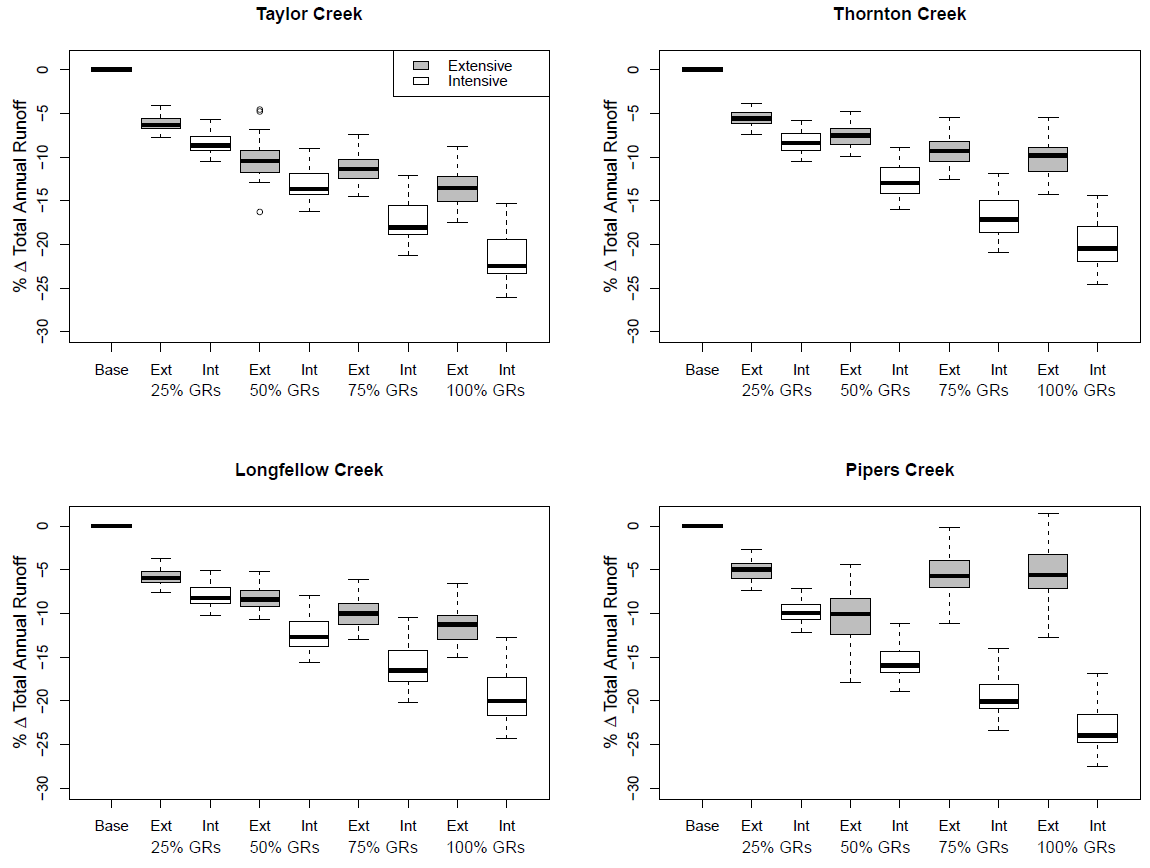 Taylor Creek
% Δ Total Annual Runoff
0
−5
−10
−15
−20
−25
−30
Extensive
Intensive
Base Ext Int Ext Int Ext Int Ext Int
25% GRs 50% GRs 75% GRs 100% GRs
Thornton Creek
% Δ Total Annual Runoff
0
−5
−10
−15
−20
−25
−30
Base Ext Int Ext Int Ext Int Ext Int
25% GRs 50% GRs 75% GRs 100% GRs
Longfellow Creek
% Δ Total Annual Runoff
0
−5
−10
−15
−20
−25
−30
Base Ext Int Ext Int Ext Int Ext Int
25% GRs 50% GRs 75% GRs 100% GRs
Pipers Creek
% Δ Total Annual Runoff
0
−5
−10
−15
−20
−25
−30
Base Ext Int Ext Int Ext Int Ext Int
25% GRs 50% GRs 75% GRs 100% GRs